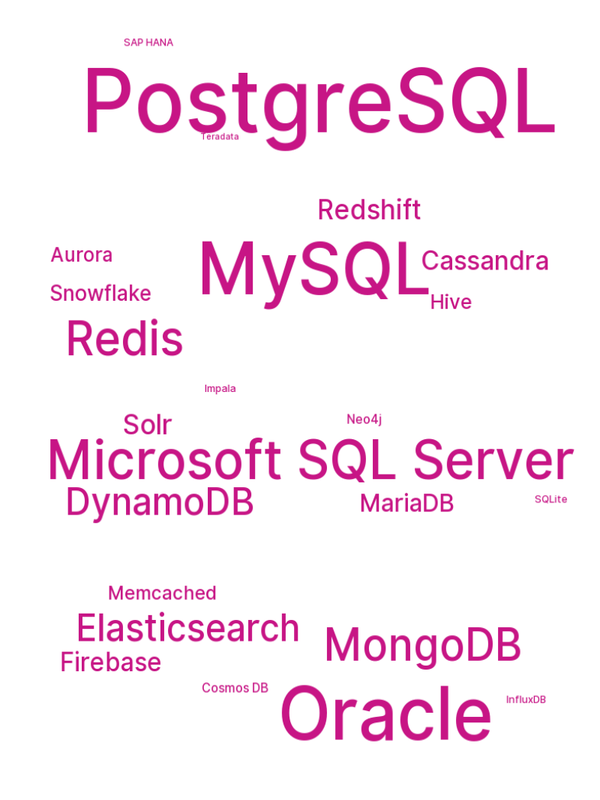 SAP HANA
PostgreSQL
Teradata
Redshift
MySQL
Aurora
Cassandra
Snowflake
Hive
Redis
Impala
Neo4j
Solr
Microsoft SQL Server
DynamoDB
MariaDB
SQLite
Memcached
Elasticsearch
MongoDB
Firebase
Cosmos DB
InfluxDB
Oracle